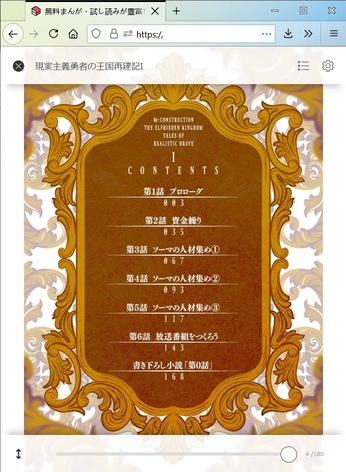 無料まんが・試し読みが豊富！
https:/,
現実主義勇者の王国再建記I
Re:CONSTRUCTION
THE ELFRIEDEN KINGDOM
TALES OF
REALISTIC BRAVE
I
CONTENTS
第1話 プロローグ
003
第2話 資金繰り
035
第3話 ソーマの人材集め①
067
第4話 ソーマの人材集め②
093
第5話 ソーマの人材集め③
117
第6話 放送番組をつくろう
143
書き下ろし小説「第0話」
168
4 /180